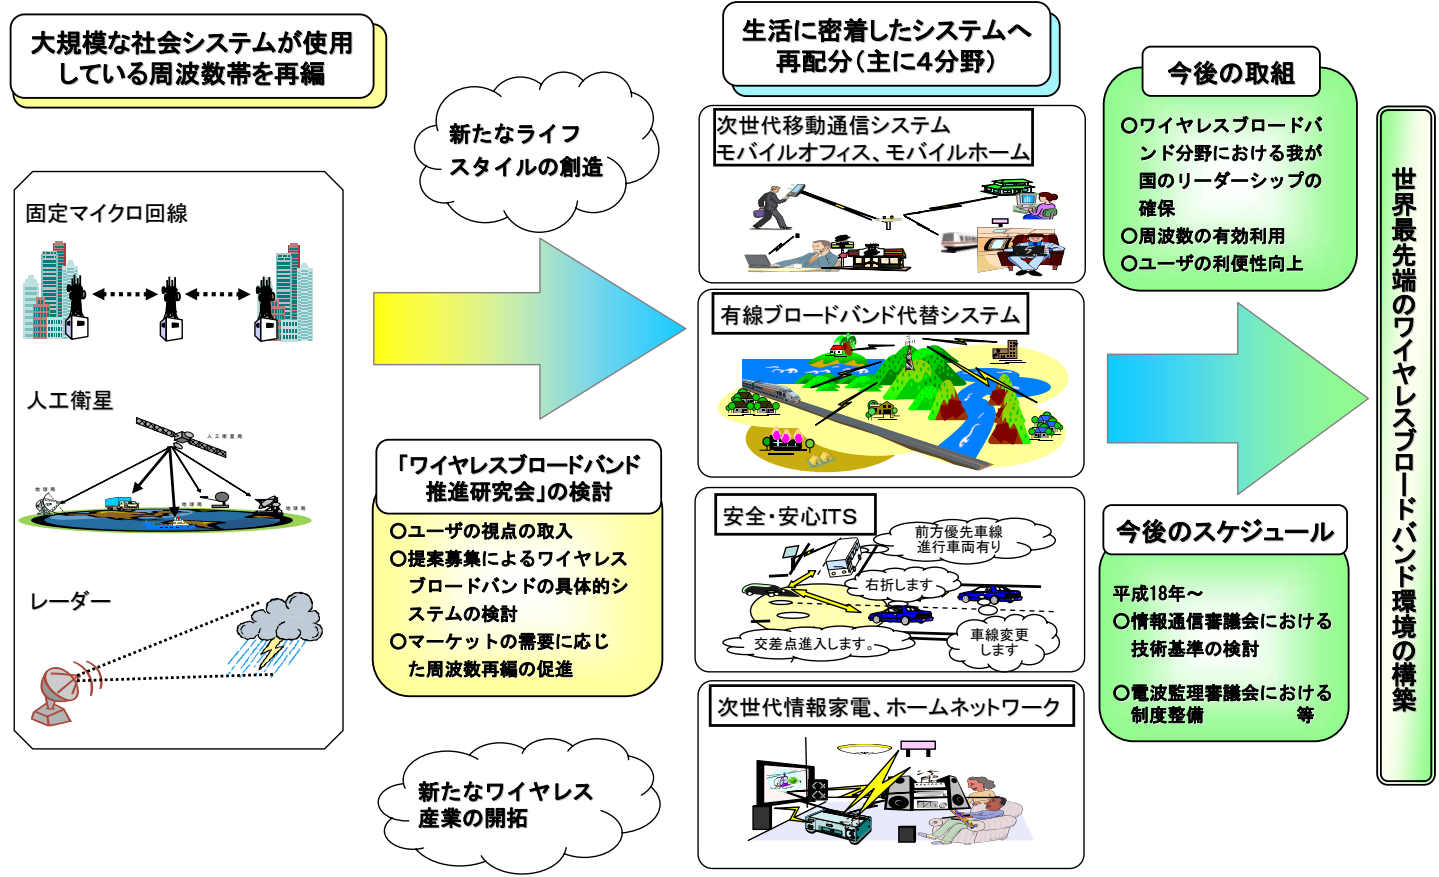 大規模な社会システムが使用
している周波数帯を再編
固定マイクロ回線
人工衛星
人工衛星局
地球局
地球局
地球局
レーダー
新たなライフ
スタイルの創造
「ワイヤレスブロードバンド
推進研究会」の検討
○ユーザの視点の取入
○提案募集によるワイヤレス
ブロードバンドの具体的シ
ステムの検討
○マーケットの需要に応じ
た周波数再編の促進
新たなワイヤレス
産業の開拓
生活に密着したシステムへ
再配分（主に４分野）
次世代移動通信システム
モバイルオフィス、モバイルホーム
有線ブロードバンド代替システム
安全・安心ITS
前方優先車線
進行車両有り
右折します
交差点進入します。
車線変更
します
次世代情報家電、ホームネットワーク
今後の取組
○ワイヤレスブロードバ
ンド分野における我が
国のリーダーシップの
確保
○周波数の有効利用
○ユーザの利便性向上
今後のスケジュール
平成18年～
○情報通信審議会における
技術基準の検討
○電波監理審議会における
制度整備　　　　　等
世界最先端のワイヤレスブロードバンド環境の構築